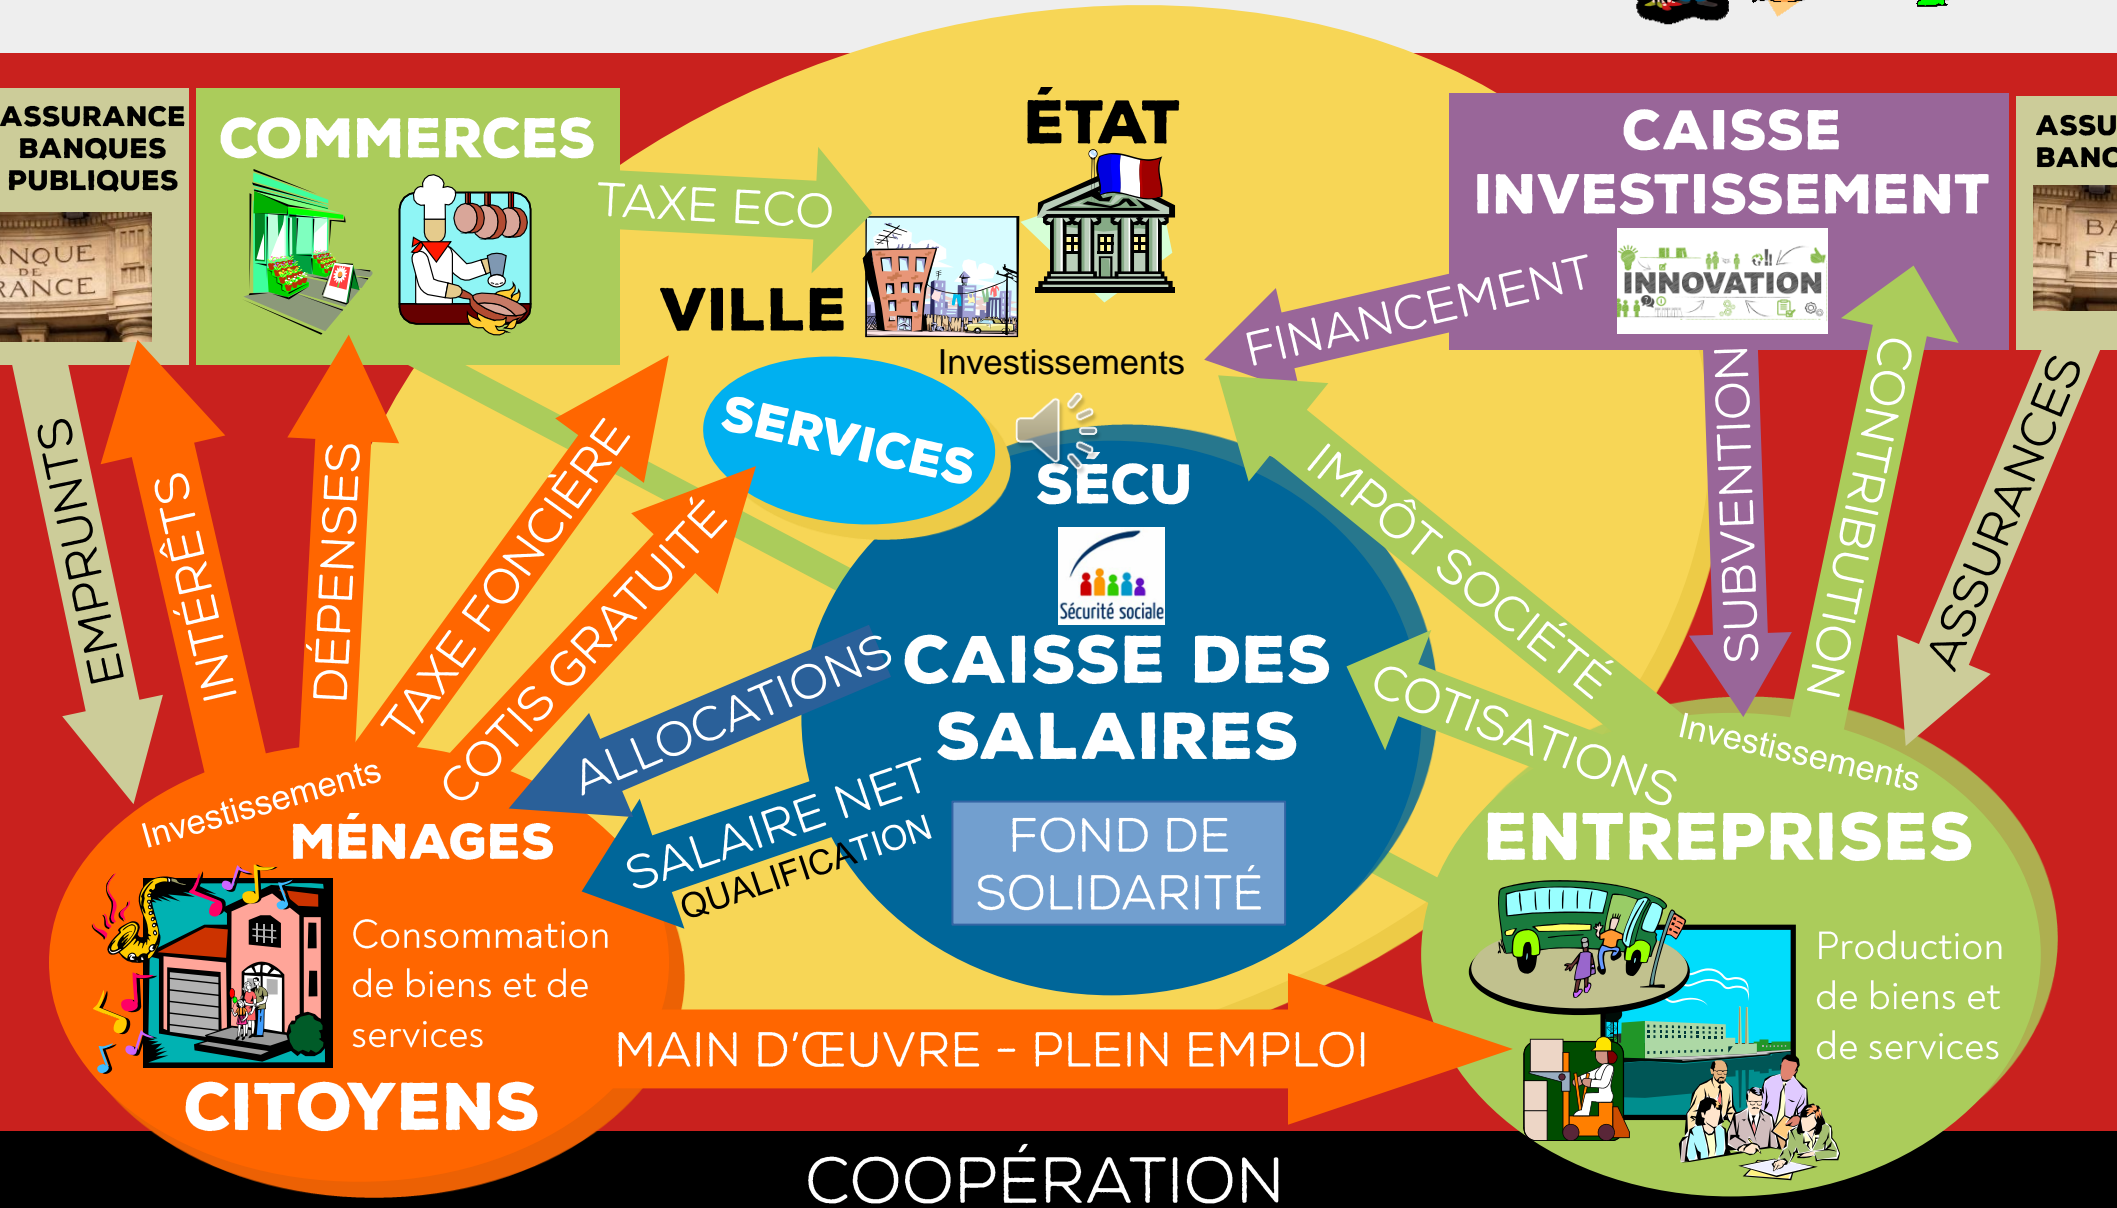 ASSURANCE
BANQUES
PUBLIQUES
ANQUE
DE
RANCE
COMMERCES
TAXE ECO
ÉTAT
VILLE
Investissements
SERVICES
CAISSE
INVESTISSEMENT
INNOVATION
FINANCEMENT
ASSU
BANQ
BA
FR
EMPRUNTS
INTÉRÊTS
DÉPENSES
TAXE FONCIÈRE
COTIS GRATUITÉ
SÉCU
Sécurité sociale
CAISSE DES
SALAIRES
FOND DE
SOLIDARITÉ
ALLOCATIONS
SALAIRE NET
QUALIFICATION
IMPÔT SOCIÉTÉ
COTISATIONS
SUBVENTION
CONTRIBUTION
ASSURANCES
Investissements
MÉNAGES
Consommation
de biens et de
services
CITOYENS
MAIN D'ŒUVRE - PLEIN EMPLOI
Investissements
ENTREPRISES
Production
de biens et
de services
COOPÉRATION